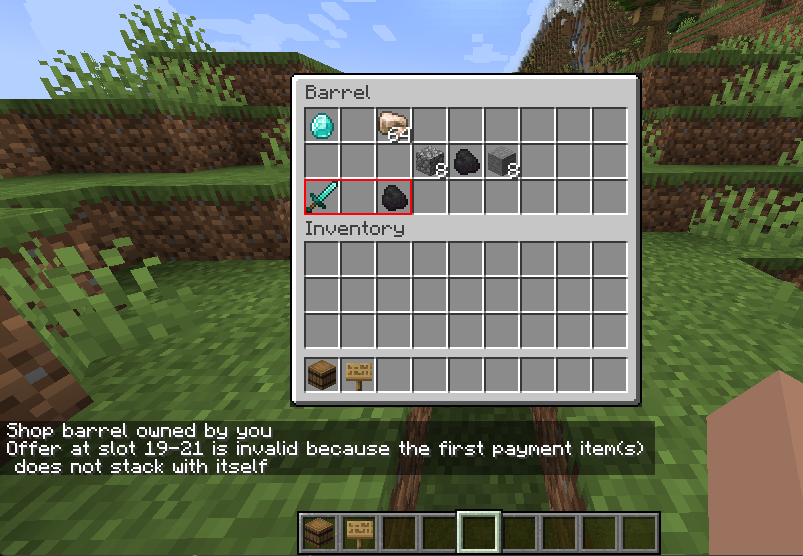 Barrel
64
8
8
Inventory
Shop barrel owned by you
Offer at slot 19-21 is invalid because the first payment item(s)
does not stack with itself